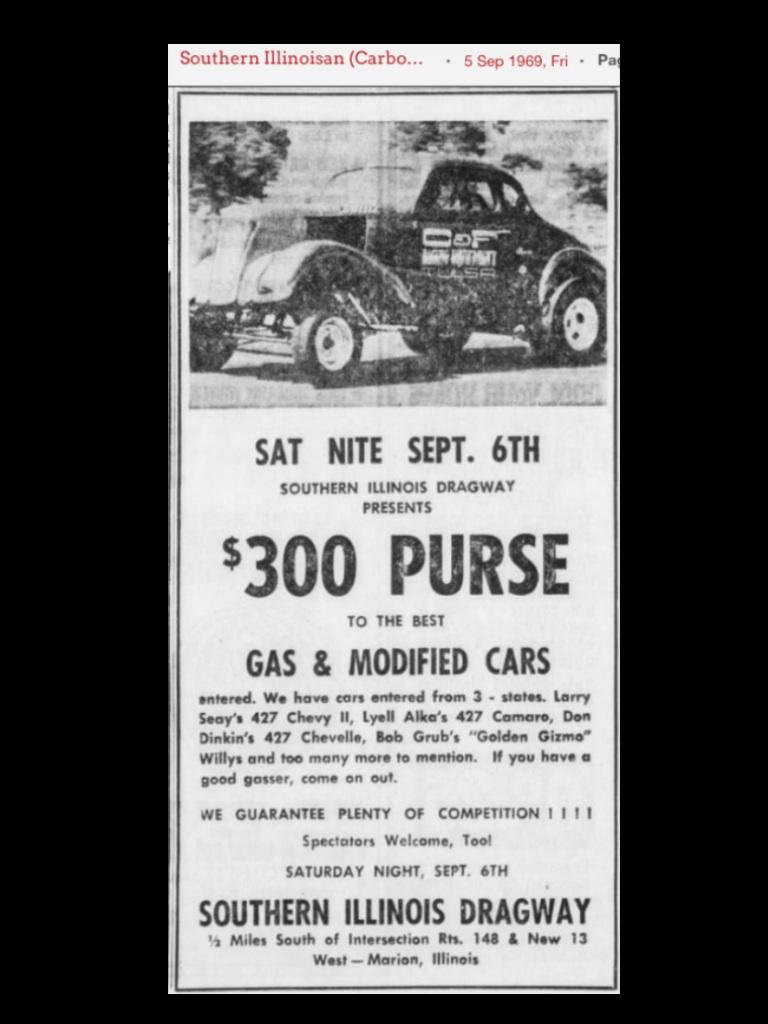 Southern Illinoisan (Carbo... · 5 Sep 1969, Fri ·
O&F
TULSA
SAT NITE SEPT. 6TH
SOUTHERN ILLINOIS DRAGWAY
PRESENTS
$300 PURSE
TO THE BEST
GAS & MODIFIED CARS
entered. We have cars entered from 3 - states. Larry
Seay's 427 Chevy II, Lyell Alka's 427 Camaro, Don
Dinkin's 427 Chevelle, Bob Grub's "Golden Gizmo"
Willys and too many more to mention. If you have a
good gasser, come on out.
WE GUARANTEE PLENTY OF COMPETITION ! ! ! !
Spectators Welcome, Too!
SATURDAY NIGHT, SEPT. 6TH
SOUTHERN ILLINOIS DRAGWAY
½ Miles South of Intersection Rts. 148 & New 13
West — Marion, Illinois